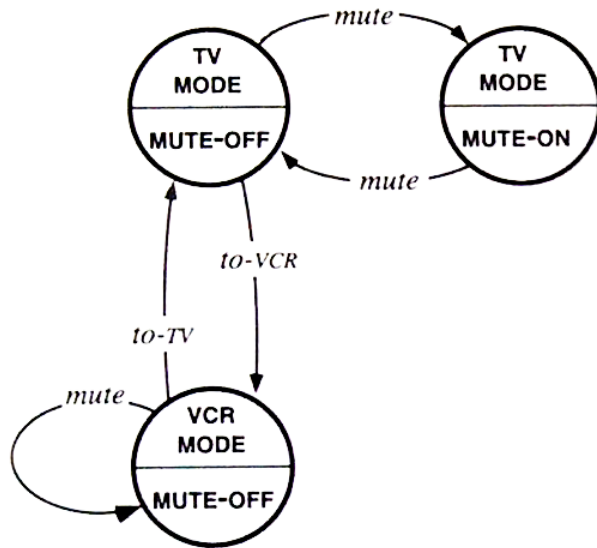 mute
TV
MODE
MUTE-OFF
TV
MODE
MUTE-ON
mute
to-VCR
to-TV
mute
VCR
MODE
MUTE-OFF